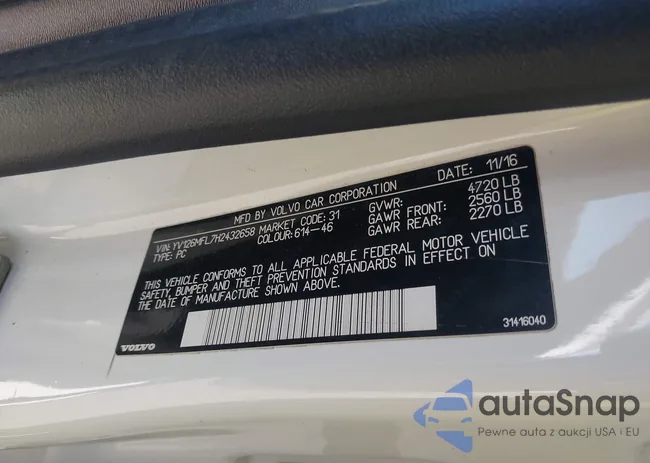 MFD BY VOLVO CAR CORPORATION DATE: 11/16
VIN: YV126MFL7H2432658 MARKET CODE: 31 GVWR: 4720 LB
TYPE: PC COLOUR: 614-46 GAWR FRONT: 2560 LB
GAWR REAR: 2270 LB
THIS VEHICLE CONFORMS TO ALL APPLICABLE FEDERAL MOTOR VEHICLE
SAFETY, BUMPER AND THEFT PREVENTION STANDARDS IN EFFECT ON
THE DATE OF MANUFACTURE SHOWN ABOVE.
VOLVO 31416040
autaSnap
Pewne auta z aukcji USA i EU